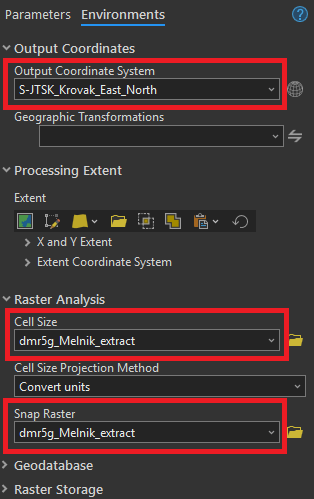 Parameters Environments
Output Coordinates
Output Coordinate System
S-JTSK_Krovak_East_North
Geographic Transformations
Processing Extent
Extent
X and Y Extent
Extent Coordinate System
Raster Analysis
Cell Size
dmr5g_Melnik_extract
Cell Size Projection Method
Convert units
Snap Raster
dmr5g_Melnik_extract
Geodatabase
Raster Storage